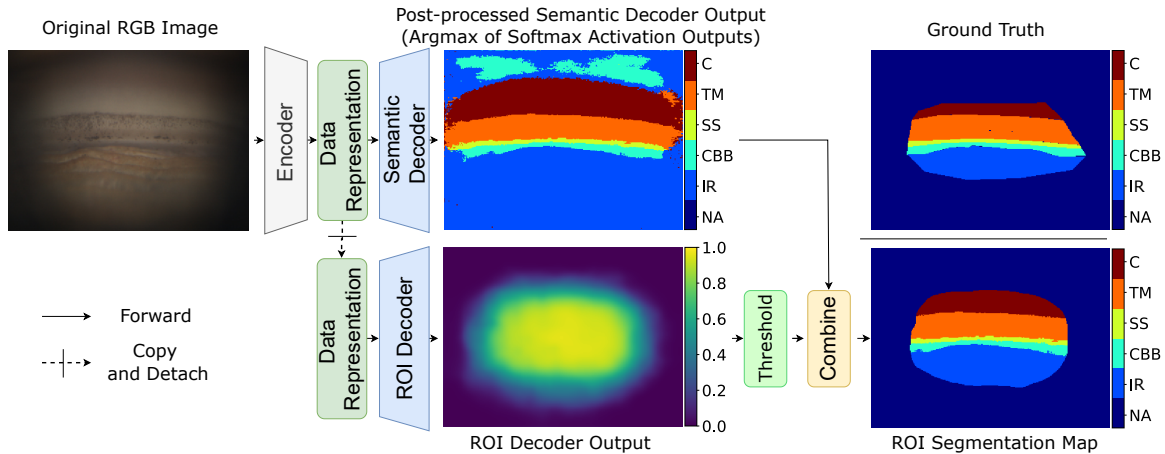 Original RGB Image
Post-processed Semantic Decoder Output
(Argmax of Softmax Activation Outputs)
Ground Truth
Encoder
Data
Representation
Semantic
Decoder
C
TM
SS
CBB
IR
NA
C
TM
SS
CBB
IR
NA
Forward
Copy
and Detach
Data
Representation
ROI Decoder
1.0
0.8
0.6
0.4
0.2
0.0
Threshold
Combine
C
TM
SS
CBB
IR
NA
ROI Decoder Output
ROI Segmentation Map